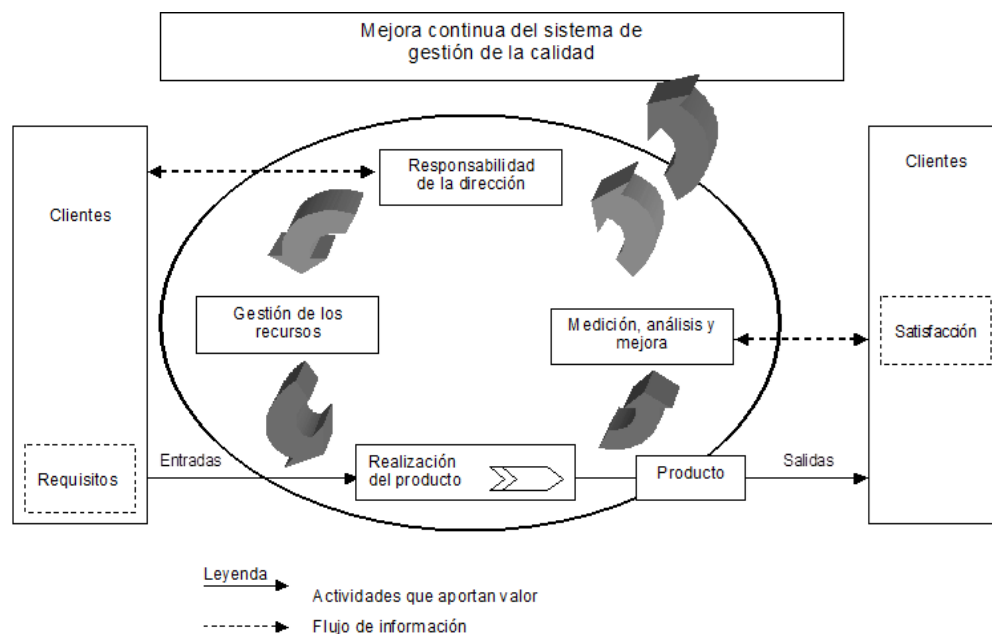 Mejora continua del sistema de
gestión de la calidad
Clientes
Responsabilidad
de la dirección
Clientes
Gestión de los
recursos
Medición, análisis y
mejora
Satisfacción
Requisitos
Entradas
Realización
del producto
Producto
Salidas
Leyenda
Actividades que aportan valor
Flujo de información